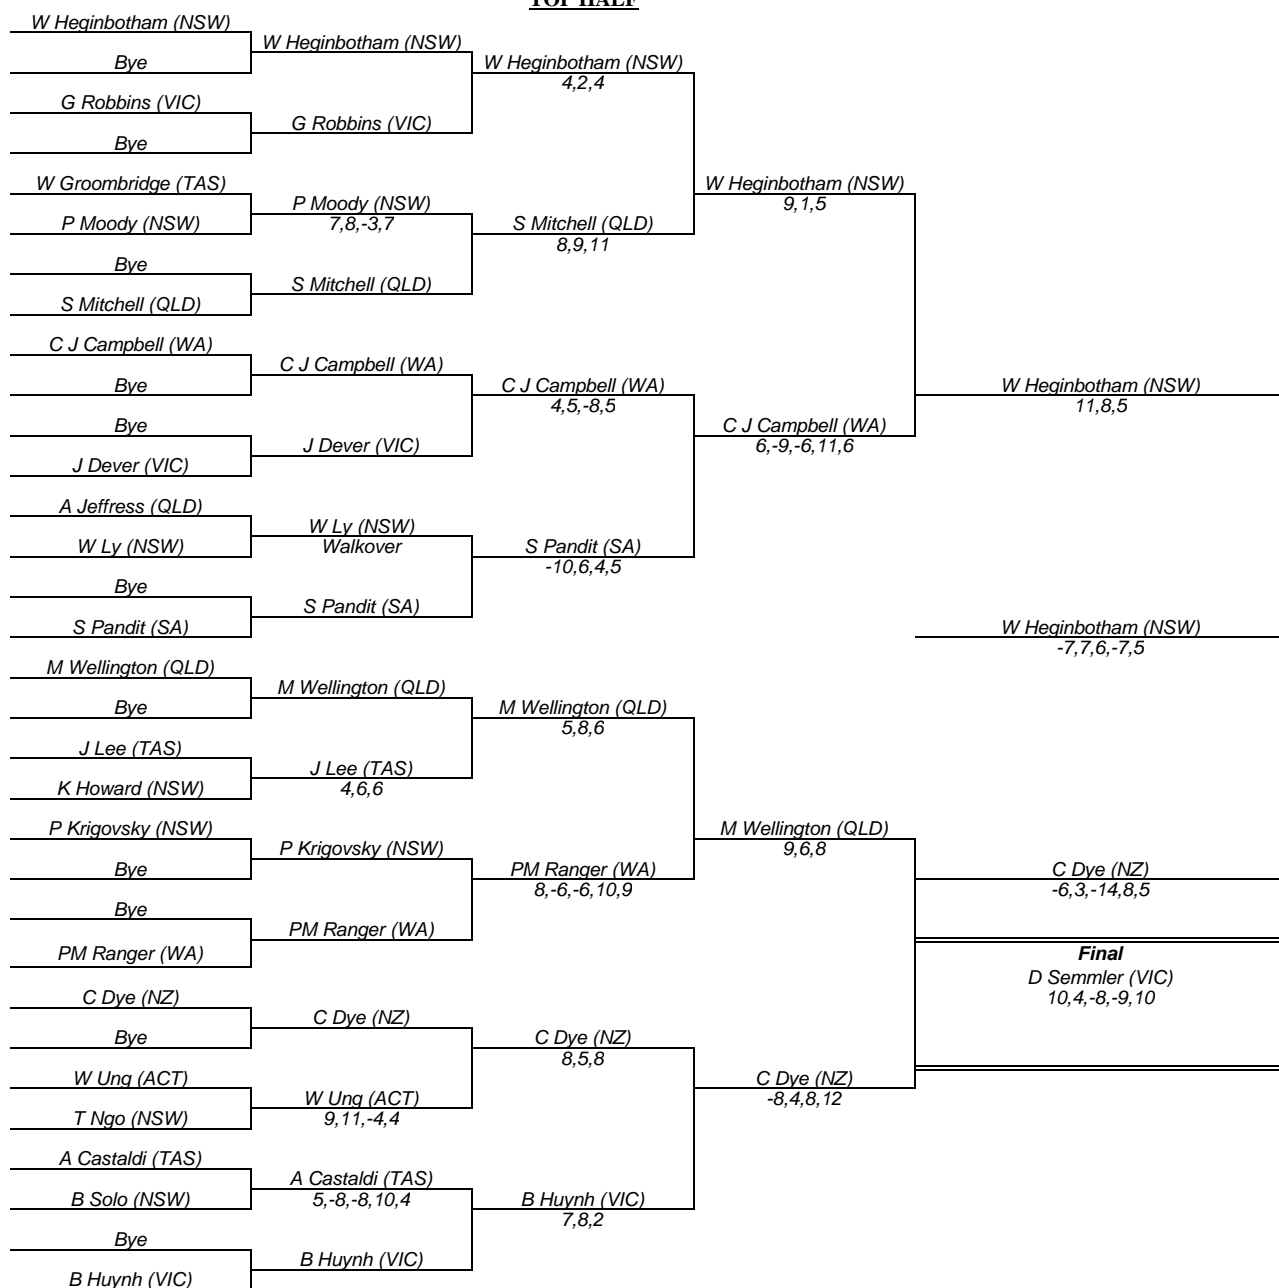 TOP HALF
W Heginbotham (NSW)
Bye
G Robbins (VIC)
Bye
W Groombridge (TAS)
P Moody (NSW)
Bye
S Mitchell (QLD)
C J Campbell (WA)
Bye
Bye
J Dever (VIC)
A Jeffress (QLD)
W Ly (NSW)
Bye
S Pandit (SA)
M Wellington (QLD)
Bye
J Lee (TAS)
K Howard (NSW)
P Krigovsky (NSW)
Bye
Bye
PM Ranger (WA)
C Dye (NZ)
Bye
W Ung (ACT)
T Ngo (NSW)
A Castaldi (TAS)
B Solo (NSW)
Bye
B Huynh (VIC)
W Heginbotham (NSW)
G Robbins (VIC)
P Moody (NSW)
7,8,-3,7
S Mitchell (QLD)
C J Campbell (WA)
J Dever (VIC)
W Ly (NSW)
Walkover
S Pandit (SA)
M Wellington (QLD)
J Lee (TAS)
4,6,6
P Krigovsky (NSW)
PM Ranger (WA)
C Dye (NZ)
W Ung (ACT)
9,11,-4,4
A Castaldi (TAS)
5,-8,-8,10,4
B Huynh (VIC)
W Heginbotham (NSW)
4,2,4
S Mitchell (QLD)
8,9,11
C J Campbell (WA)
4,5,-8,5
S Pandit (SA)
-10,6,4,5
M Wellington (QLD)
5,8,6
PM Ranger (WA)
8,-6,-6,10,9
C Dye (NZ)
8,5,8
B Huynh (VIC)
7,8,2
W Heginbotham (NSW)
9,1,5
C J Campbell (WA)
6,-9,-6,11,6
M Wellington (QLD)
9,6,8
C Dye (NZ)
-8,4,8,12
W Heginbotham (NSW)
11,8,5
W Heginbotham (NSW)
-7,7,6,-7,5
C Dye (NZ)
-6,3,-14,8,5
Final
D Semmler (VIC)
10,4,-8,-9,10